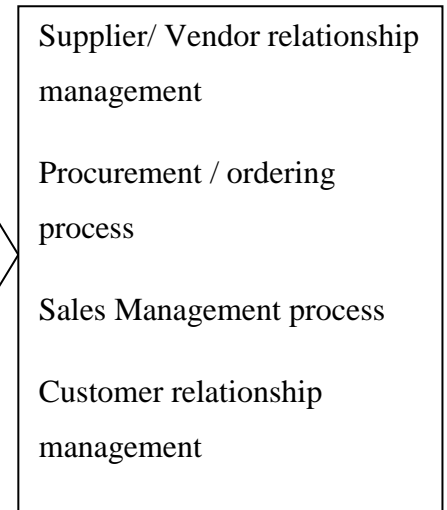 Supplier/ Vendor relationship
management
Procurement / ordering
process
Sales Management process
Customer relationship
management